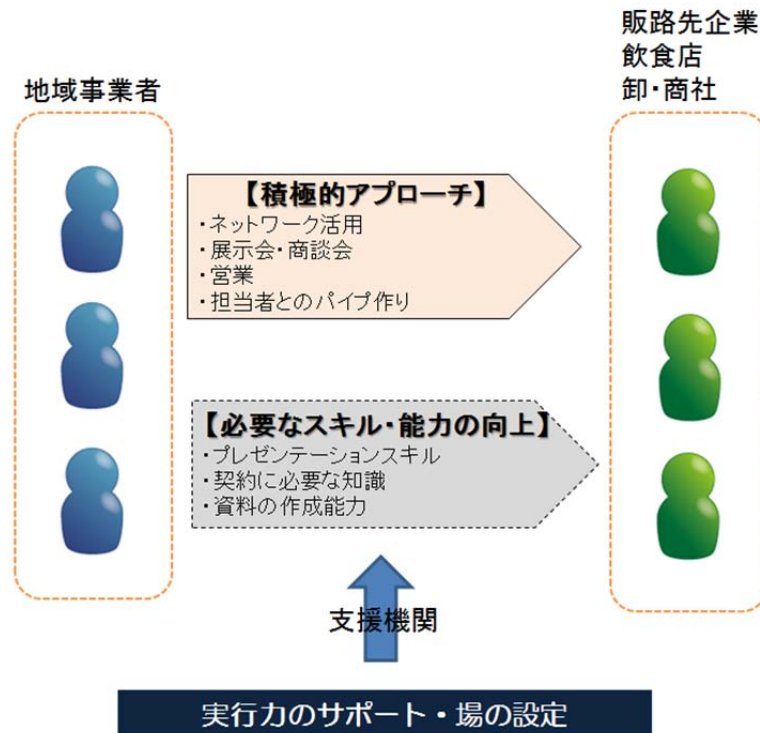 地域事業者
販路先企業
飲食店
卸・商社
【積極的アプローチ】
・ネットワーク活用
・展示会・商談会
・営業
・担当者とのパイプ作り
【必要なスキル・能力の向上】
・プレゼンテーションスキル
・契約に必要な知識
・資料の作成能力
支援機関
実行力のサポート・場の設定